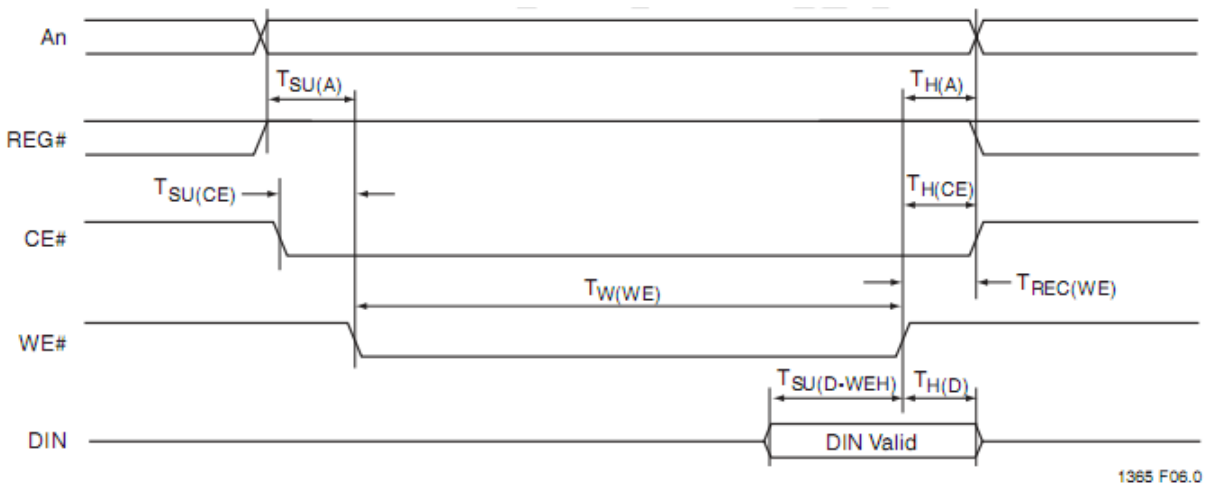 An
TSU(A)
TH(A)
REG#
TSU(CE)
TH(CE)
CE#
TW(WE)
TREC(WE)
WE#
TSU(D-WEH)
TH(D)
DIN
DIN Valid
1365 F06.0